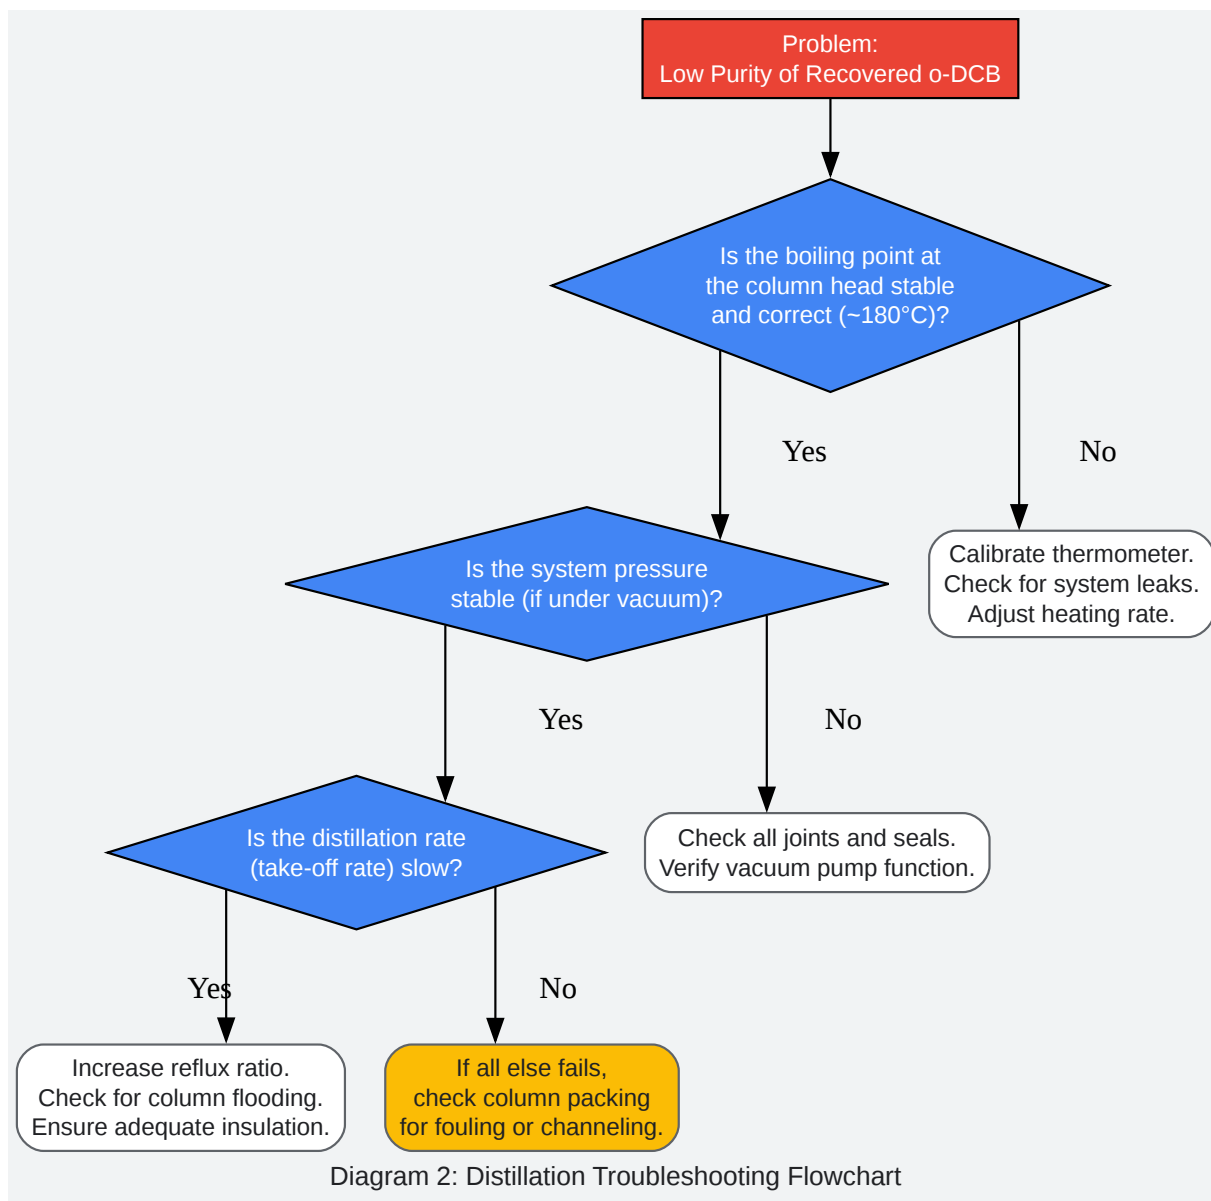 Problem:
Low Purity of Recovered o-DCB
Is the boiling point at
the column head stable
and correct (~180°C)?
Yes
No
Is the system pressure
stable (if under vacuum)?
Calibrate thermometer.
Check for system leaks.
Adjust heating rate.
Yes
No
Is the distillation rate
(take-off rate) slow?
Check all joints and seals.
Verify vacuum pump function.
Yes
No
Increase reflux ratio.
Check for column flooding.
Ensure adequate insulation.
If all else fails,
check column packing
for fouling or channeling.
Diagram 2: Distillation Troubleshooting Flowchart